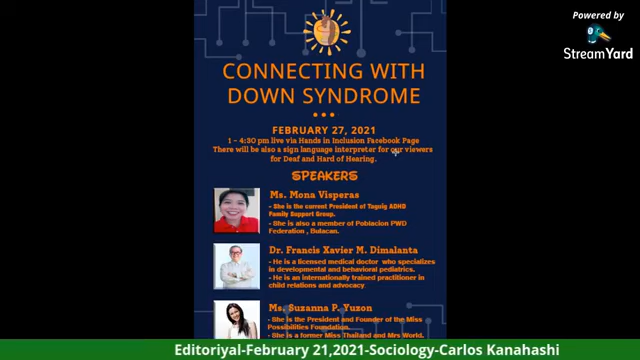 Powered by
StreamYard
CONNECTING WITH
DOWN SYNDROME
FEBRUARY 27, 2021
1 - 4:30 pm live via Hands in Inclusion Facebook Page
There will be also a sign language interpreter for our viewers
for Deaf and Hard of Hearing.
SPEAKERS
Ms. Mona Visperas
- She is the current President of Taguig ADHD
Family Support Group.
- She is also a member of Poblacion PWD
Federation , Bulacan.
Dr. Francis Xavier M. Dimalanta
- He is a licensed medical doctor who specializes
in developmental and behavioral pediatrics.
- He is an internationally trained practitioner in
child relations and advocacy.
Ms. Suzanna P. Yuzon
- She is the President and Founder of the Miss
Possibilities Foundation.
- She is a former Miss Thailand and Mrs World.
Editoriyal-February 21,2021-Sociology-Carlos Kanahashi